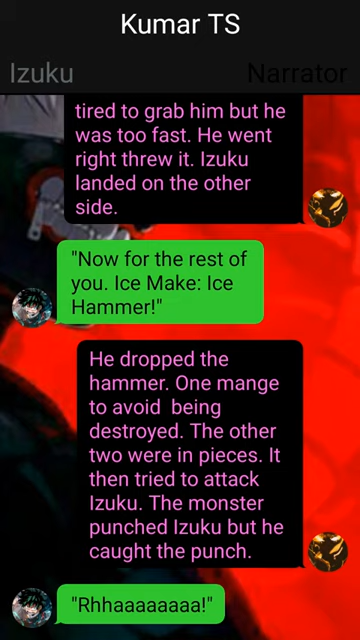 Kumar TS
Izuku
Narrator
tired to grab him but he
was too fast. He went
right threw it. Izuku
landed on the other
side.
"Now for the rest of
you. Ice Make: Ice
Hammer!"
He dropped the
hammer. One mange
to avoid  being
destroyed. The other
two were in pieces. It
then tried to attack
Izuku. The monster
punched Izuku but he
caught the punch.
"Rhhaaaaaaaa!"